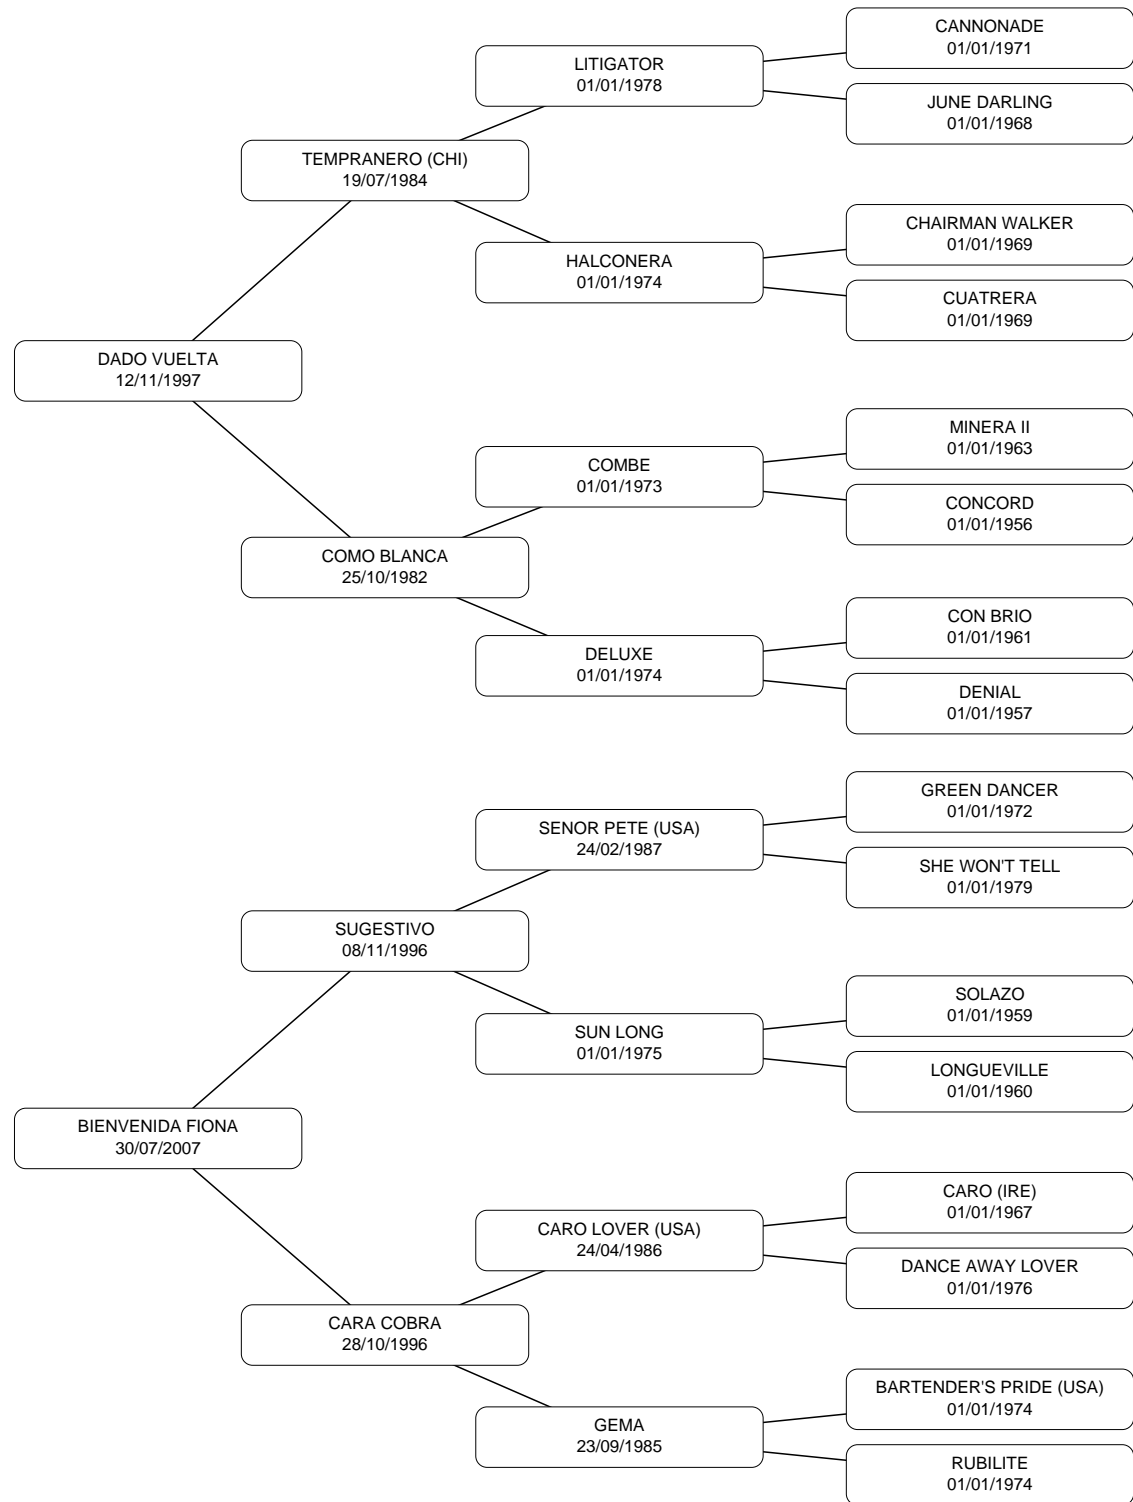 CANNONADE
01/01/1971
LITIGATOR
01/01/1978
JUNE DARLING
01/01/1968
TEMPRANERO (CHI)
19/07/1984
CHAIRMAN WALKER
01/01/1969
HALCONERA
01/01/1974
CUATRERA
01/01/1969
DADO VUELTA
12/11/1997
MINERA II
01/01/1963
COMBE
01/01/1973
CONCORD
01/01/1956
COMO BLANCA
25/10/1982
CON BRIO
01/01/1961
DELUXE
01/01/1974
DENIAL
01/01/1957
GREEN DANCER
01/01/1972
SENOR PETE (USA)
24/02/1987
SHE WON'T TELL
01/01/1979
SUGESTIVO
08/11/1996
SOLAZO
01/01/1959
SUN LONG
01/01/1975
LONGUEVILLE
01/01/1960
BIENVENIDA FIONA
30/07/2007
CARO (IRE)
01/01/1967
CARO LOVER (USA)
24/04/1986
DANCE AWAY LOVER
01/01/1976
CARA COBRA
28/10/1996
BARTENDER'S PRIDE (USA)
01/01/1974
GEMA
23/09/1985
RUBILITE
01/01/1974